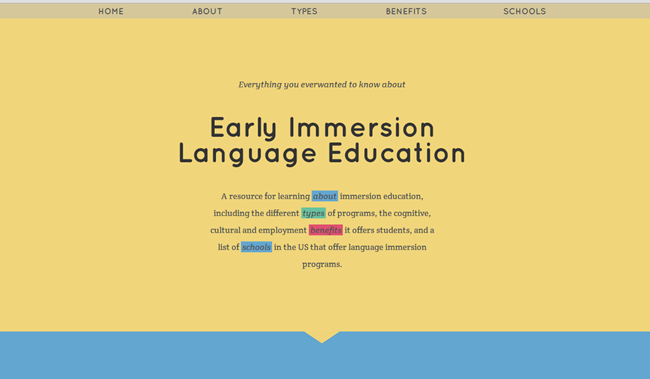 HOME ABOUT TYPES BENEFITS SCHOOLS
Everything you everwanted to know about
Early Immersion
Language Education
A resource for learning about immersion education,
including the different types of programs, the cognitive,
cultural and employment benefits it offers students, and a
list of schools in the US that offer language immersion
programs.